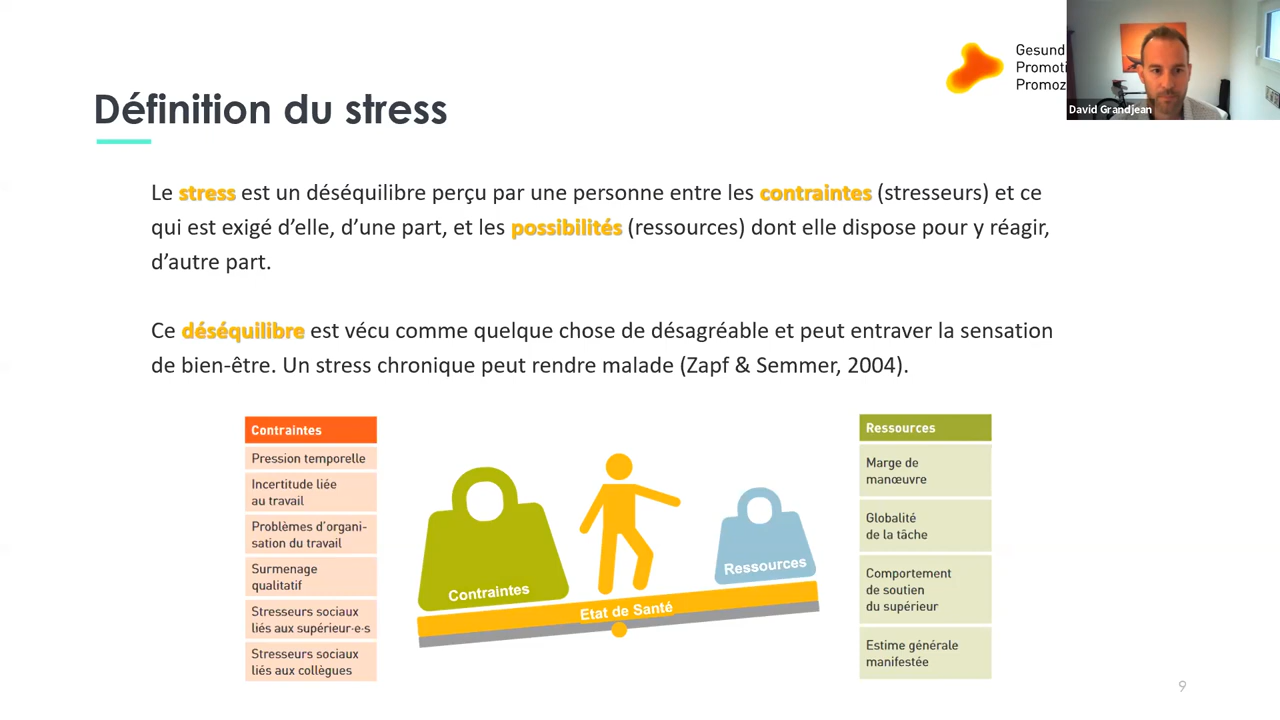 Gesund
Promoti
Promoz
David Grandjean
Définition du stress
Le stress est un déséquilibre perçu par une personne entre les contraintes (stresseurs) et ce
qui est exigé d’elle, d’une part, et les possibilités (ressources) dont elle dispose pour y réagir,
d’autre part.
Ce déséquilibre est vécu comme quelque chose de désagréable et peut entraver la sensation
de bien-être. Un stress chronique peut rendre malade (Zapf & Semmer, 2004).
Contraintes
Pression temporelle
Incertitude liée
au travail
Problèmes d’organi-
sation du travail
Surmenage
qualitatif
Stresseurs sociaux
liés aux supérieur·e·s
Stresseurs sociaux
liés aux collègues
Contraintes
Ressources
Etat de Santé
Ressources
Marge de
manœuvre
Globalité
de la tâche
Comportement
de soutien
du supérieur
Estime générale
manifestée
9